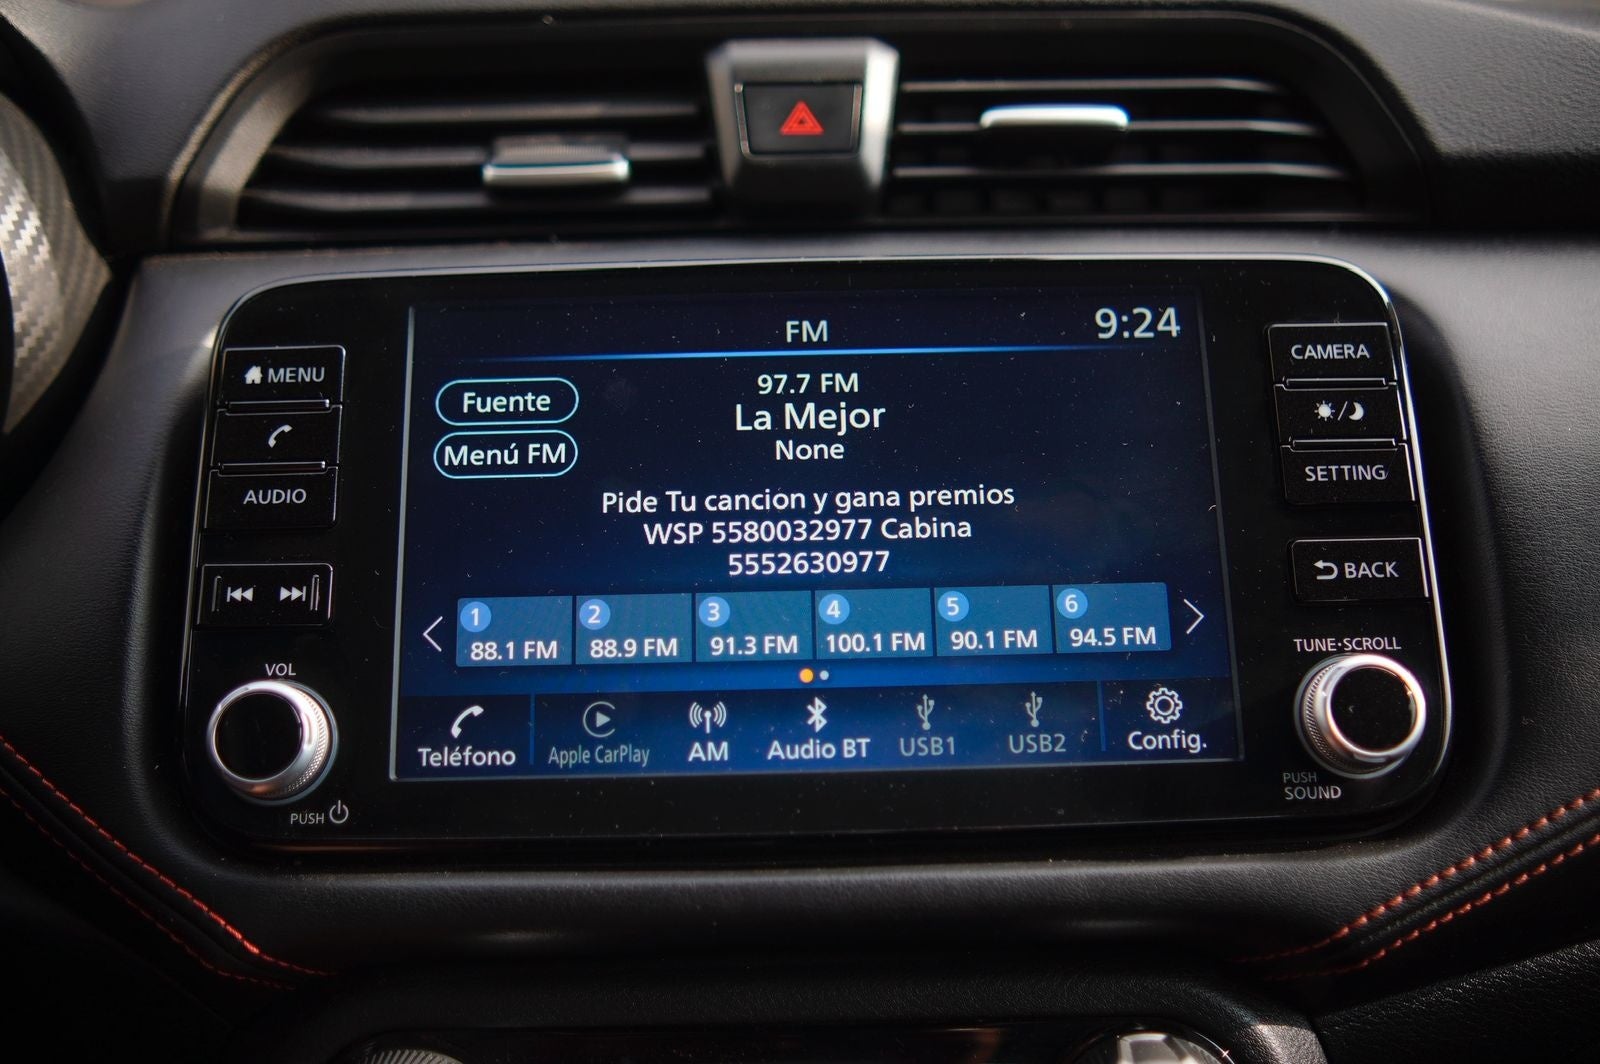 FM
9:24
MENU
CAMERA
97.7 FM
Fuente
La Mejor
Menú FM
None
AUDIO
SETTING
Pide Tu cancion y gana premios
WSP 5580032977 Cabina
5552630977
BACK
1
2
3
4
5
6
88.1 FM
88.9 FM
91.3 FM
100.1 FM
90.1 FM
94.5 FM
VOL
TUNE·SCROLL
Teléfono
Apple CarPlay
AM
Audio BT
USB1
USB2
Config.
PUSH
PUSH
SOUND